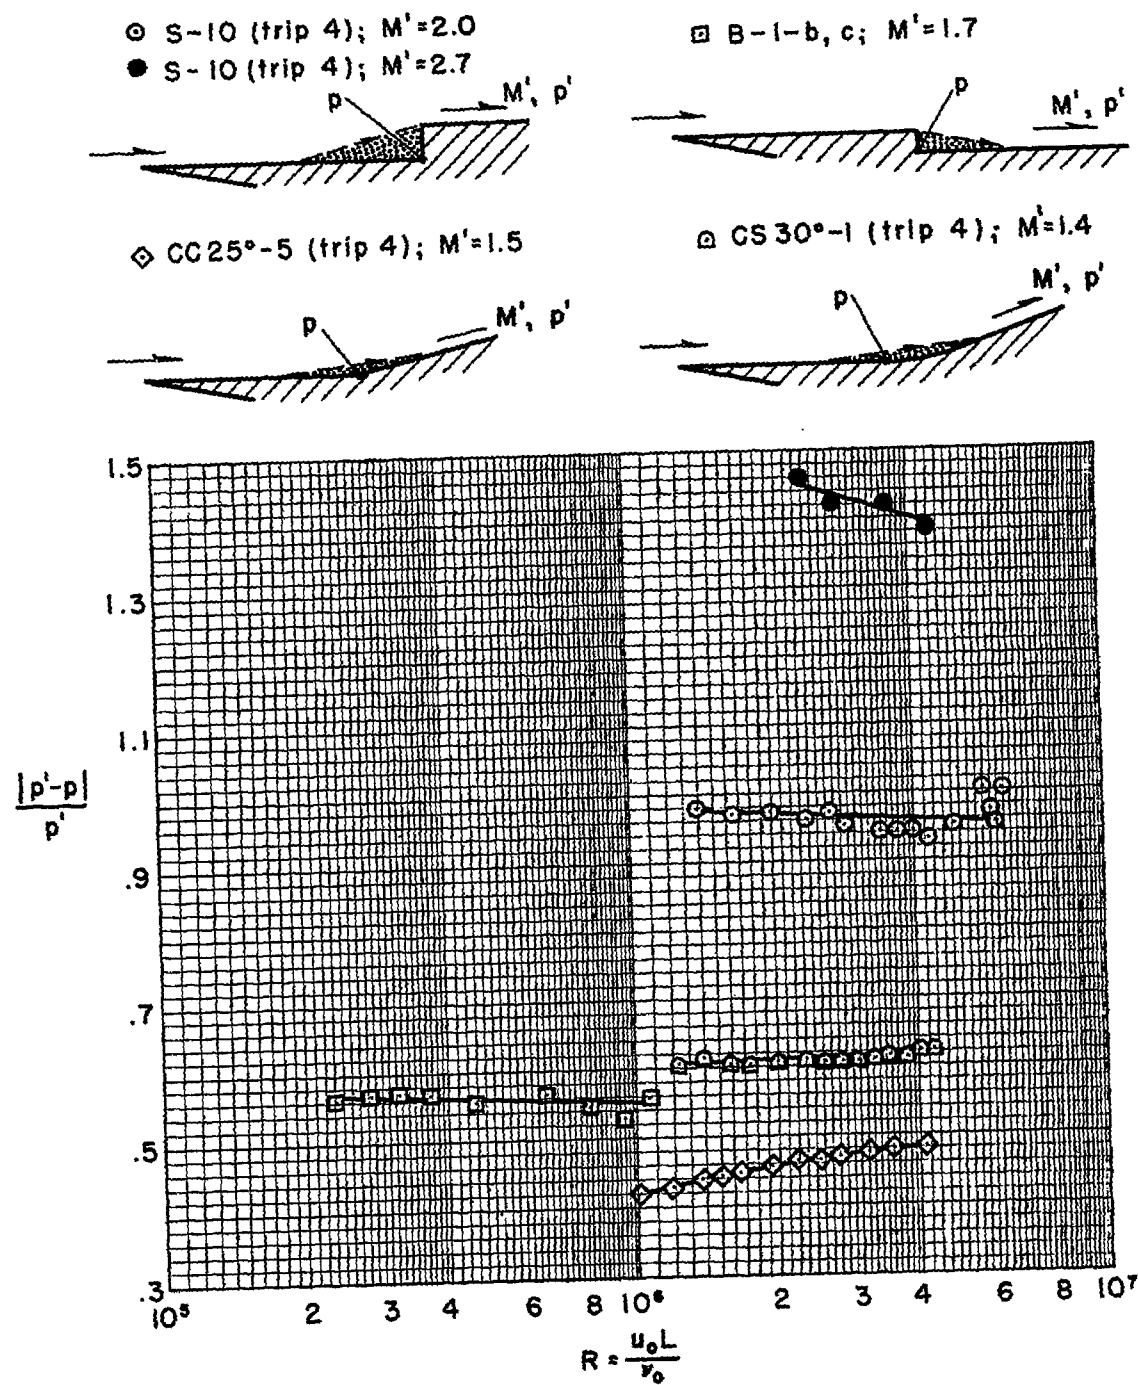 S-10 (trip 4); M'=2.0
S-10 (trip 4); M'=2.7
B-1-b, c; M'=1.7
p
M', p'
p
M', p'
CC25°-5 (trip 4); M'=1.5
CS30°-1 (trip 4); M'=1.4
p
M', p'
p
M', p'
1.5
1.3
1.1
.9
.7
.5
.3
|p'-p|
p'
10⁵ 2 3 4 6 8 10⁶ 2 3 4 6 8 10⁷
R = u₀L
ν₀